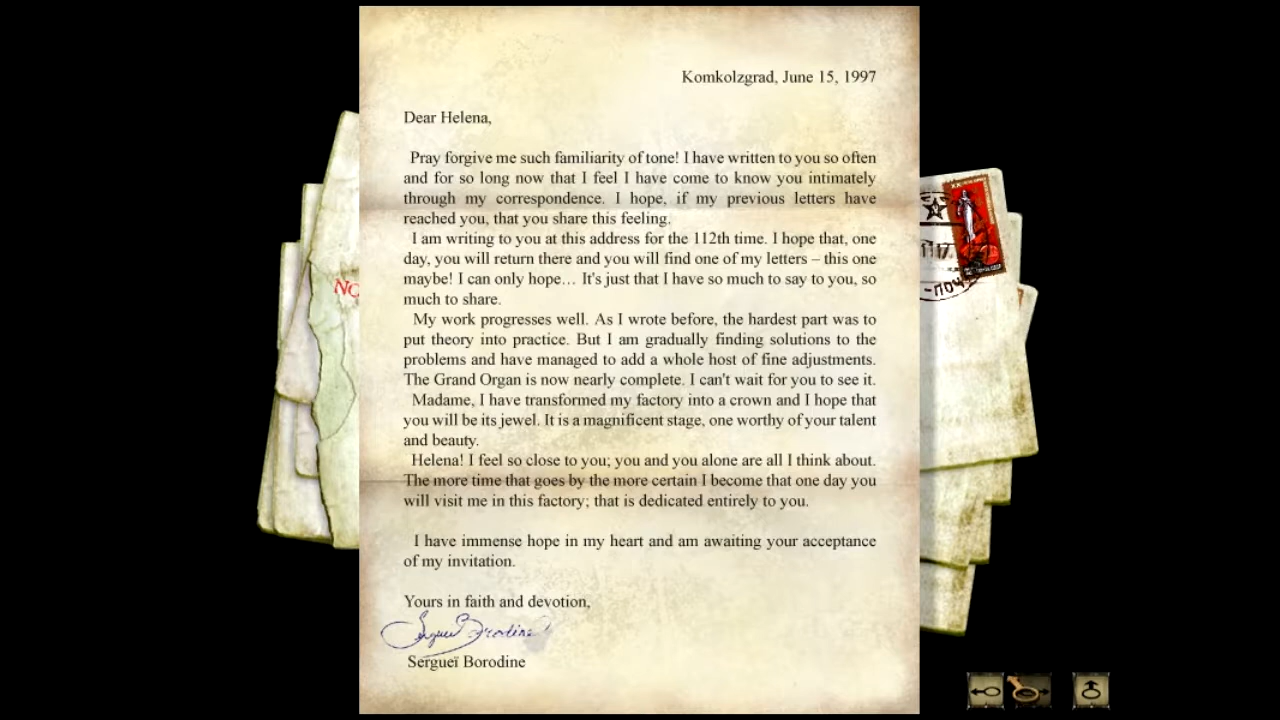 Komkolzgrad, June 15, 1997
Dear Helena,
Pray forgive me such familiarity of tone! I have written to you so often
and for so long now that I feel I have come to know you intimately
through my correspondence. I hope, if my previous letters have
reached you, that you share this feeling.
I am writing to you at this address for the 112th time. I hope that, one
day, you will return there and you will find one of my letters – this one
maybe! I can only hope… It's just that I have so much to say to you, so
much to share.
My work progresses well. As I wrote before, the hardest part was to
put theory into practice. But I am gradually finding solutions to the
problems and have managed to add a whole host of fine adjustments.
The Grand Organ is now nearly complete. I can't wait for you to see it.
Madame, I have transformed my factory into a crown and I hope that
you will be its jewel. It is a magnificent stage, one worthy of your talent
and beauty.
Helena! I feel so close to you; you and you alone are all I think about.
The more time that goes by the more certain I become that one day you
will visit me in this factory; that is dedicated entirely to you.
I have immense hope in my heart and am awaiting your acceptance
of my invitation.
Yours in faith and devotion,
Serguei Borodine
Sergueï Borodine
NO